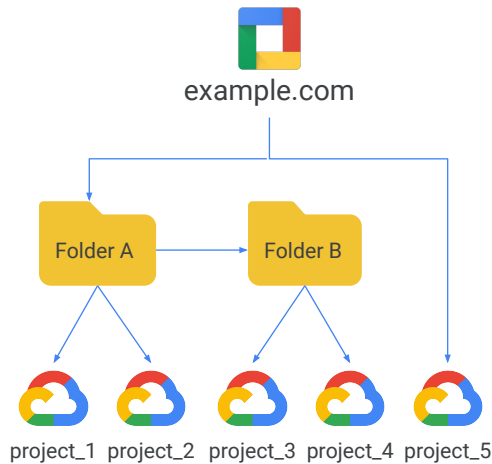 example.com
Folder A
Folder B
project_1
project_2
project_3
project_4
project_5